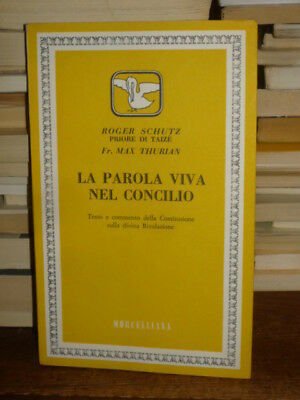 ROGER SCHUTZ
PRIORE DI TAIZÉ
Fr. MAX THURIAN
LA PAROLA VIVA
NEL CONCILIO
Testo e commento della Costituzione
sulla divina Rivelazione
MORCELLIANA